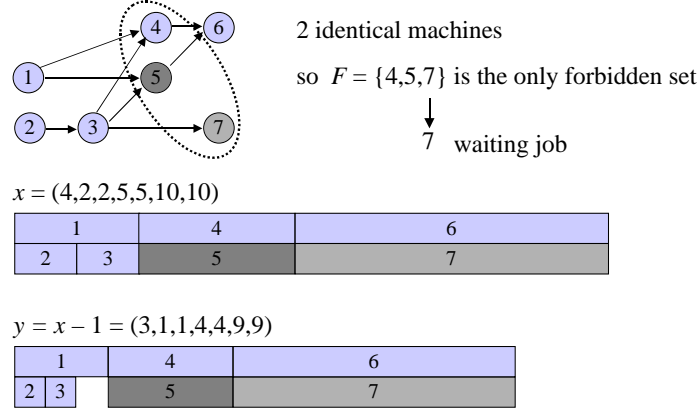 4 6
2 identical machines
1 5
so F = {4,5,7} is the only forbidden set
2 3 7
7 waiting job
x = (4,2,2,5,5,10,10)
1 4 6
2 3 5 7
y = x – 1 = (3,1,1,4,4,9,9)
1 4 6
2 3 5 7